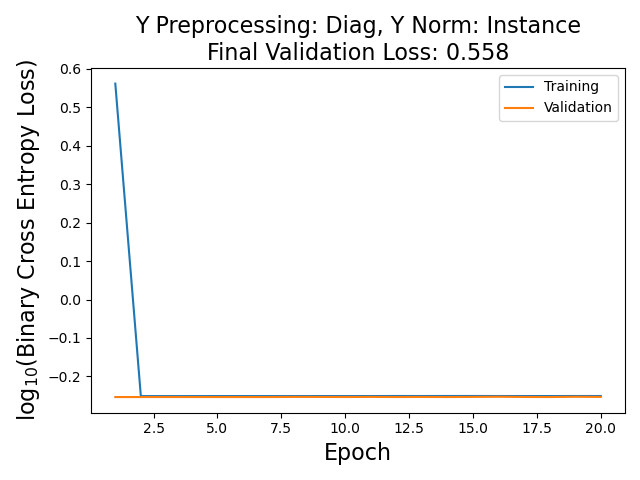 Y Preprocessing: Diag, Y Norm: Instance
Final Validation Loss: 0.558
log₁₀(Binary Cross Entropy Loss)
0.6
0.5
0.4
0.3
0.2
0.1
0.0
−0.1
−0.2
Training
Validation
2.5 5.0 7.5 10.0 12.5 15.0 17.5 20.0
Epoch